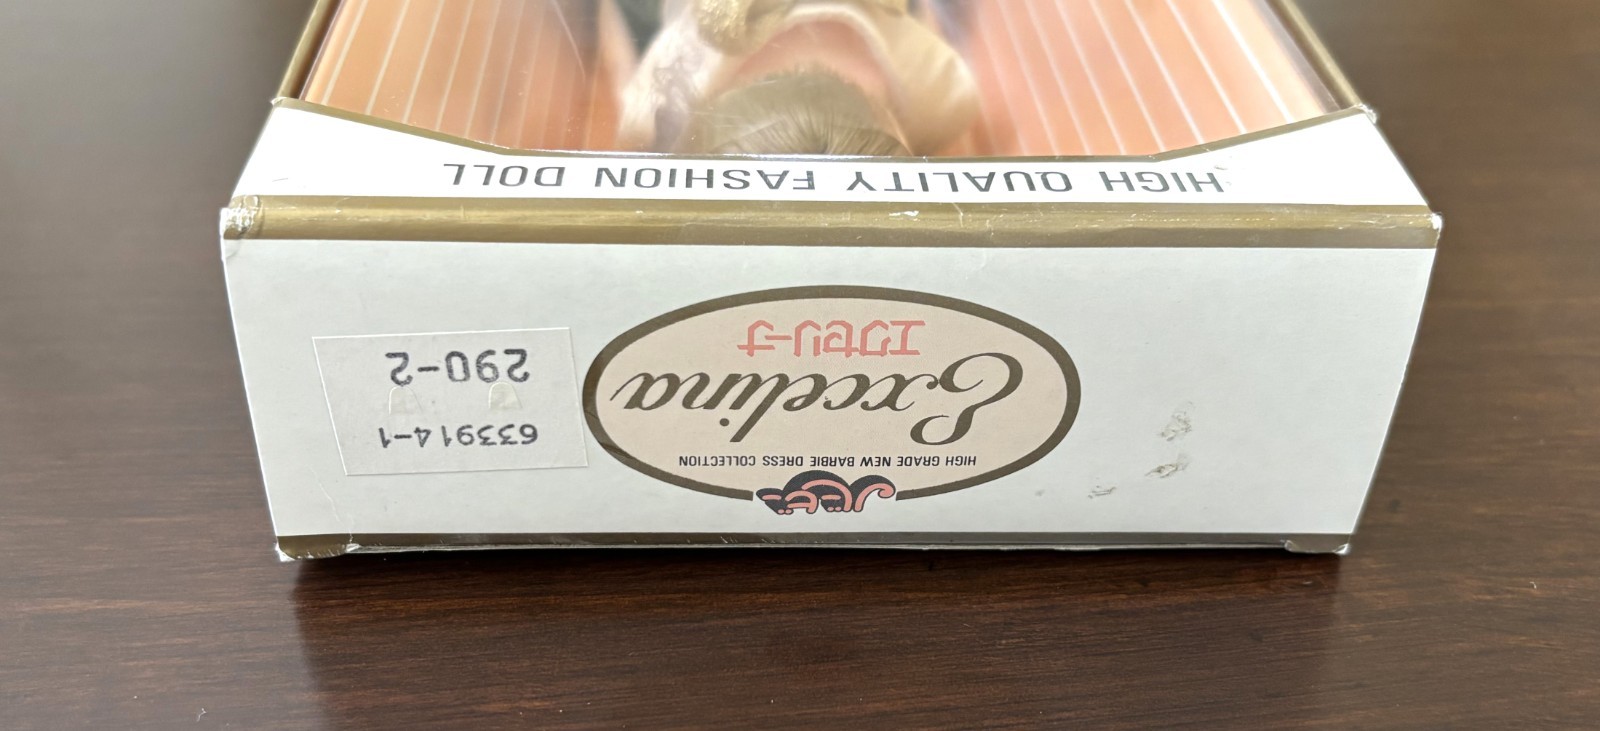 HIGH GRADE NEW BARBIE DRESS COLLECTION
Excelina
エクセリーナ
633914-1
290-2
HIGH QUALITY FASHION DOLL